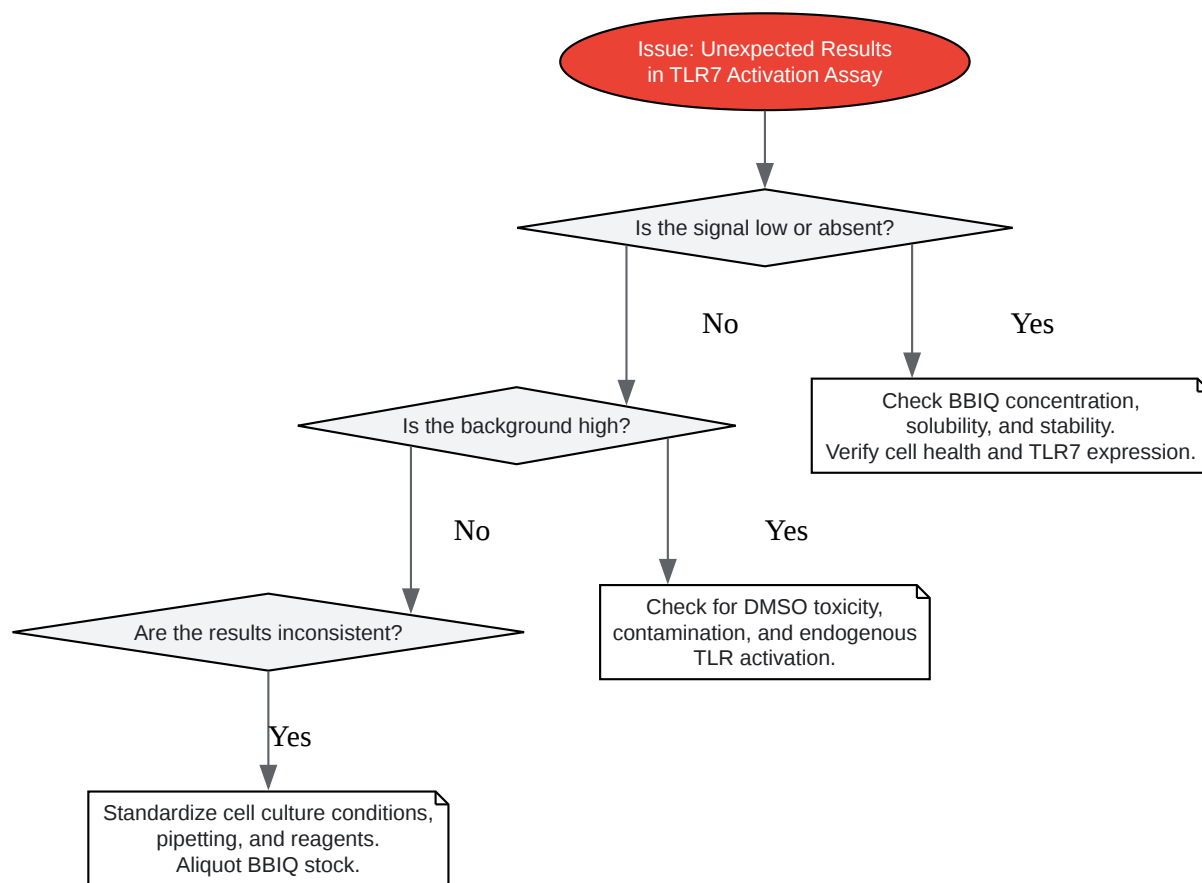 Issue: Unexpected Results
in TLR7 Activation Assay
Is the signal low or absent?
No
Yes
Is the background high?
Check BBIQ concentration,
solubility, and stability.
Verify cell health and TLR7 expression.
No
Yes
Are the results inconsistent?
Check for DMSO toxicity,
contamination, and endogenous
TLR activation.
Yes
Standardize cell culture conditions,
pipetting, and reagents.
Aliquot BBIQ stock.